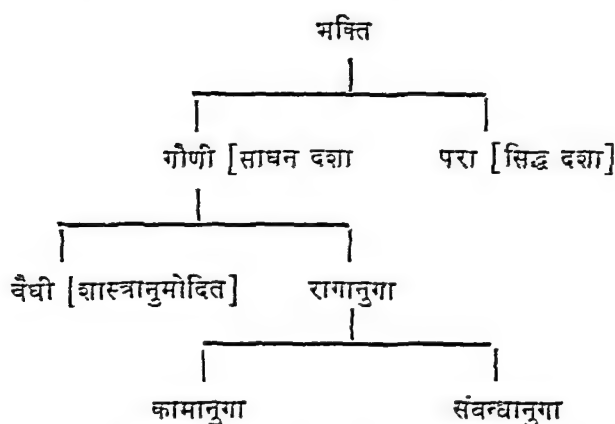 भक्ति
गौणी [साधन दशा परा [सिद्ध दशा]
वैधी [शास्त्रानुमोदित] रागानुगा
कामानुगा संबन्धानुगा